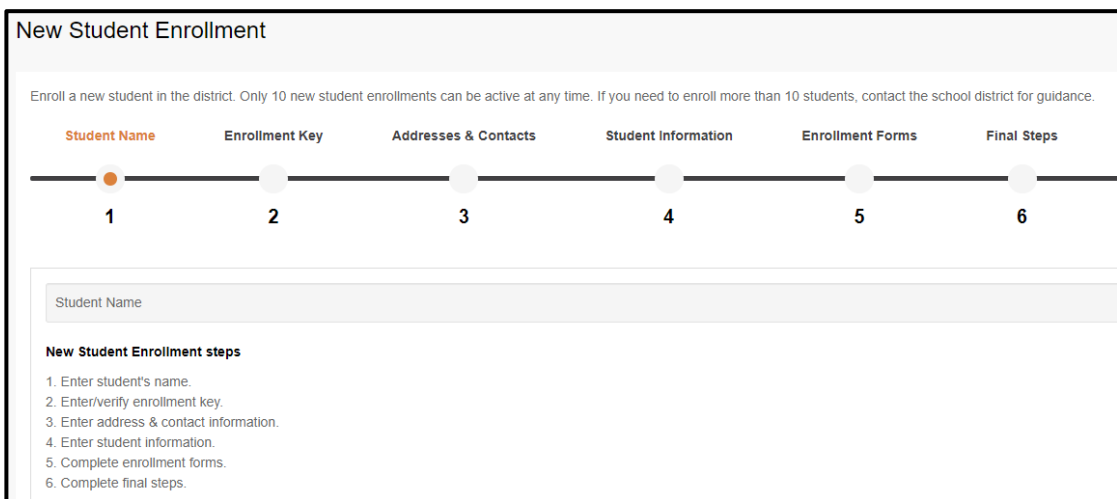 New Student Enrollment
Enroll a new student in the district. Only 10 new student enrollments can be active at any time. If you need to enroll more than 10 students, contact the school district for guidance.
Student Name Enrollment Key Addresses & Contacts Student Information Enrollment Forms Final Steps
1 2 3 4 5 6
Student Name
New Student Enrollment steps
1. Enter student's name.
2. Enter/verify enrollment key.
3. Enter address & contact information.
4. Enter student information.
5. Complete enrollment forms.
6. Complete final steps.